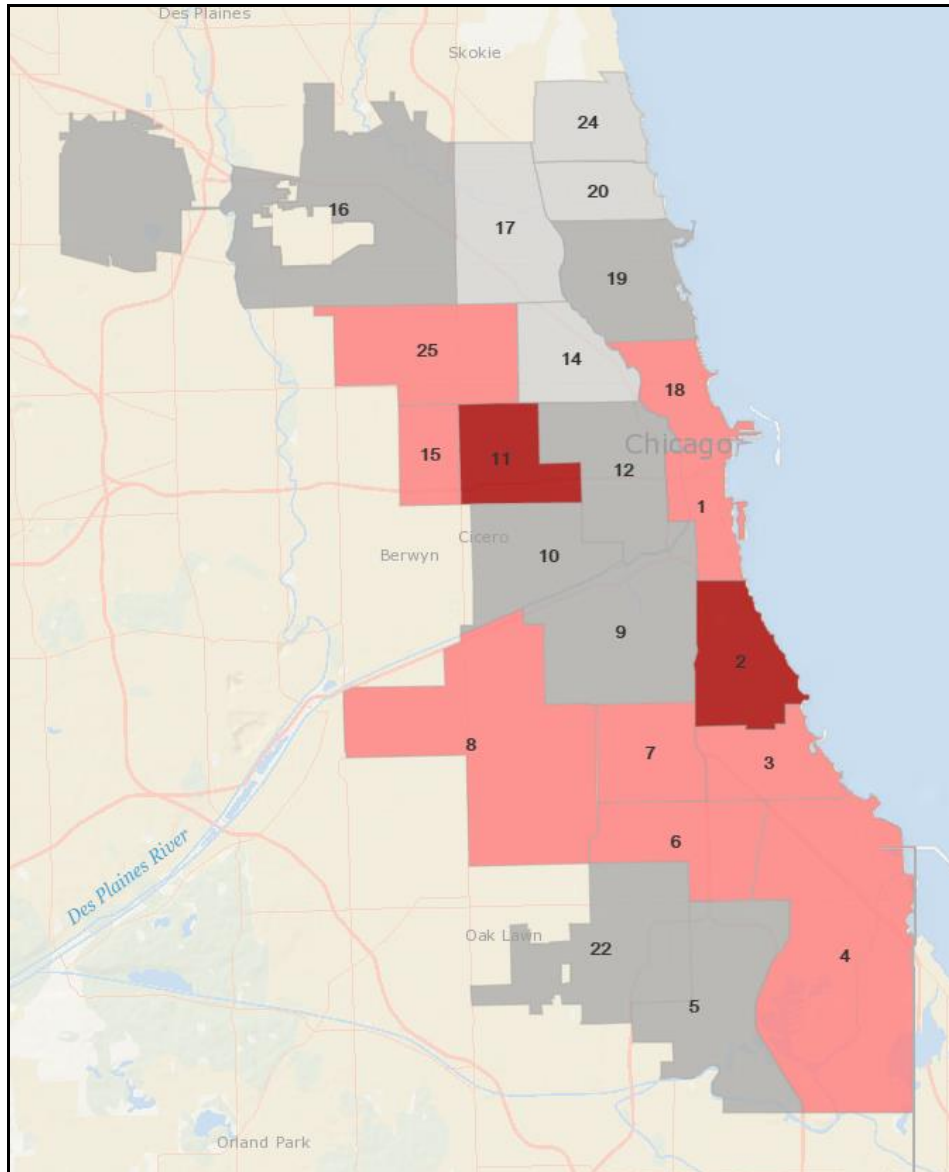 Des Plaines
Skokie
24
20
16
17
19
25
14
18
Chicago
15
11
12
1
Cicero
Berwyn
10
9
2
8
7
3
6
Des Plaines River
Oak Lawn
22
4
5
Orland Park